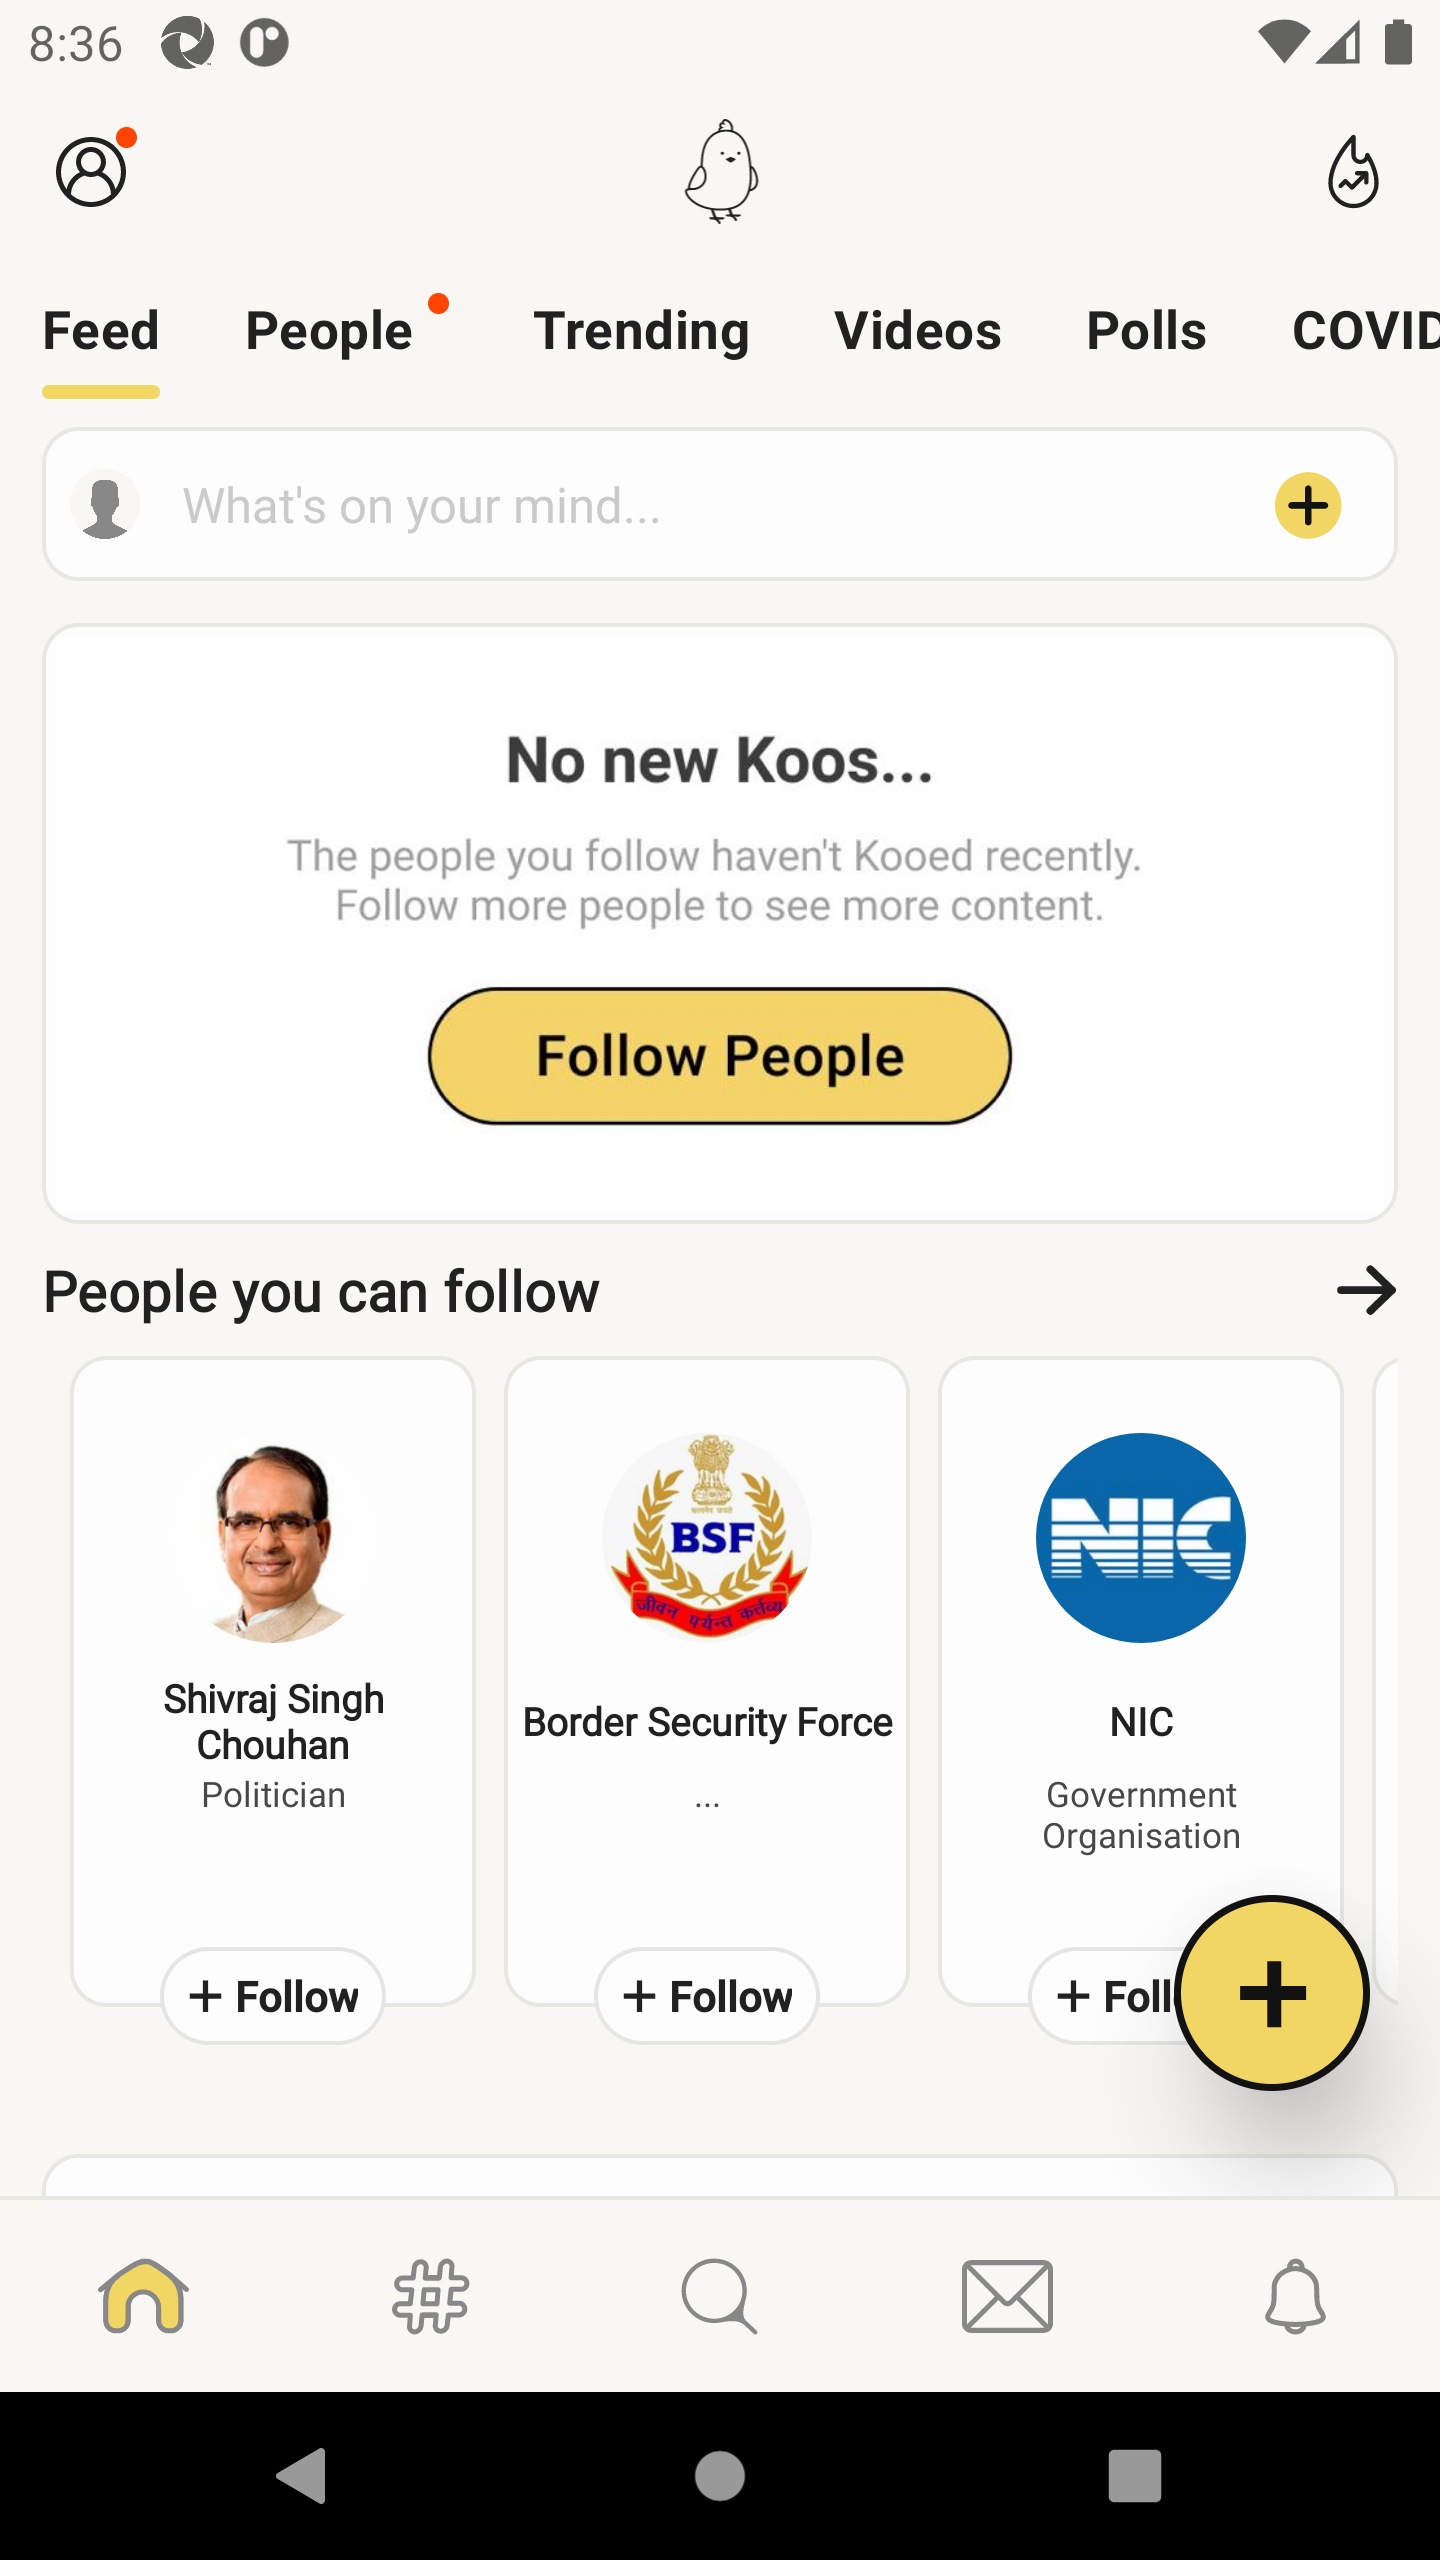 8:36
Feed People Trending Videos Polls COVID
What's on your mind...
No new Koos...
The people you follow haven't Kooed recently.
Follow more people to see more content.
Follow People
People you can follow
BSF
जीवन पर्यन्त कर्तव्य
NIC
Shivraj Singh
Chouhan
Politician
Border Security Force
...
NIC
Government
Organisation
+ Follow
+ Follow
+ Foll